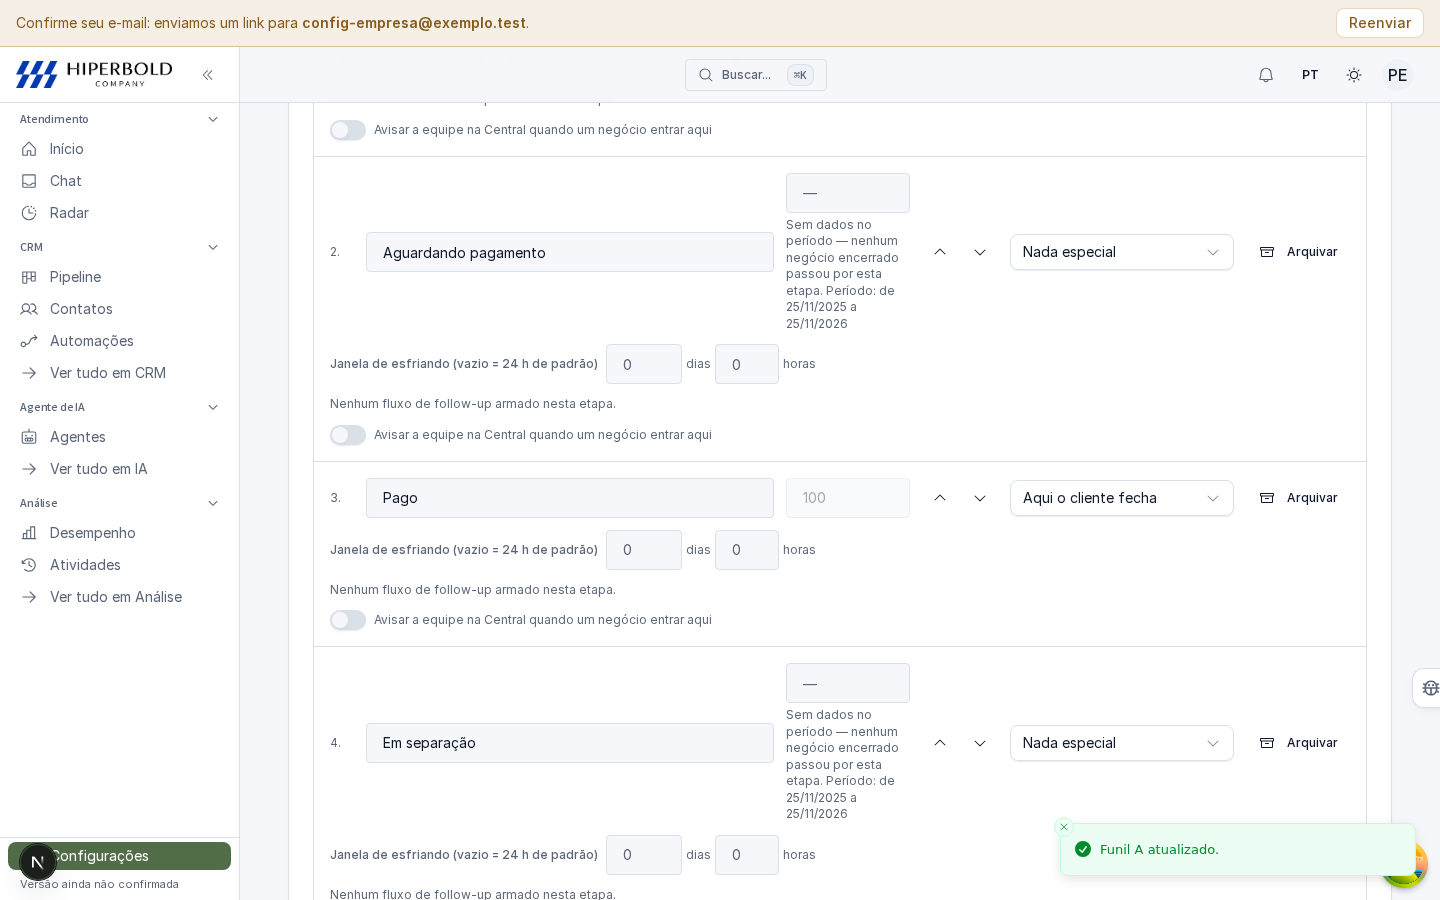 Confirme seu e-mail: enviamos um link para config-empresa@exemplo.test.
Reenviar
HIPERBOLD
COMPANY
Buscar...
⌘K
PT
PE
Atendimento
Início
Chat
Radar
CRM
Pipeline
Contatos
Automações
Ver tudo em CRM
Agente de IA
Agentes
Ver tudo em IA
Análise
Desempenho
Atividades
Ver tudo em Análise
Configurações
N
Versão ainda não confirmada
Avisar a equipe na Central quando um negócio entrar aqui
2.
Aguardando pagamento
—
Sem dados no
período — nenhum
negócio encerrado
passou por esta
etapa. Período: de
25/11/2025 a
25/11/2026
Nada especial
Arquivar
Janela de esfriando (vazio = 24 h de padrão)
0
dias
0
horas
Nenhum fluxo de follow-up armado nesta etapa.
Avisar a equipe na Central quando um negócio entrar aqui
3.
Pago
100
Aqui o cliente fecha
Arquivar
Janela de esfriando (vazio = 24 h de padrão)
0
dias
0
horas
Nenhum fluxo de follow-up armado nesta etapa.
Avisar a equipe na Central quando um negócio entrar aqui
4.
Em separação
—
Sem dados no
período — nenhum
negócio encerrado
passou por esta
etapa. Período: de
25/11/2025 a
25/11/2026
Nada especial
Arquivar
Janela de esfriando (vazio = 24 h de padrão)
0
dias
0
horas
Nenhum fluxo de follow-up armado nesta etapa.
Funil A atualizado.